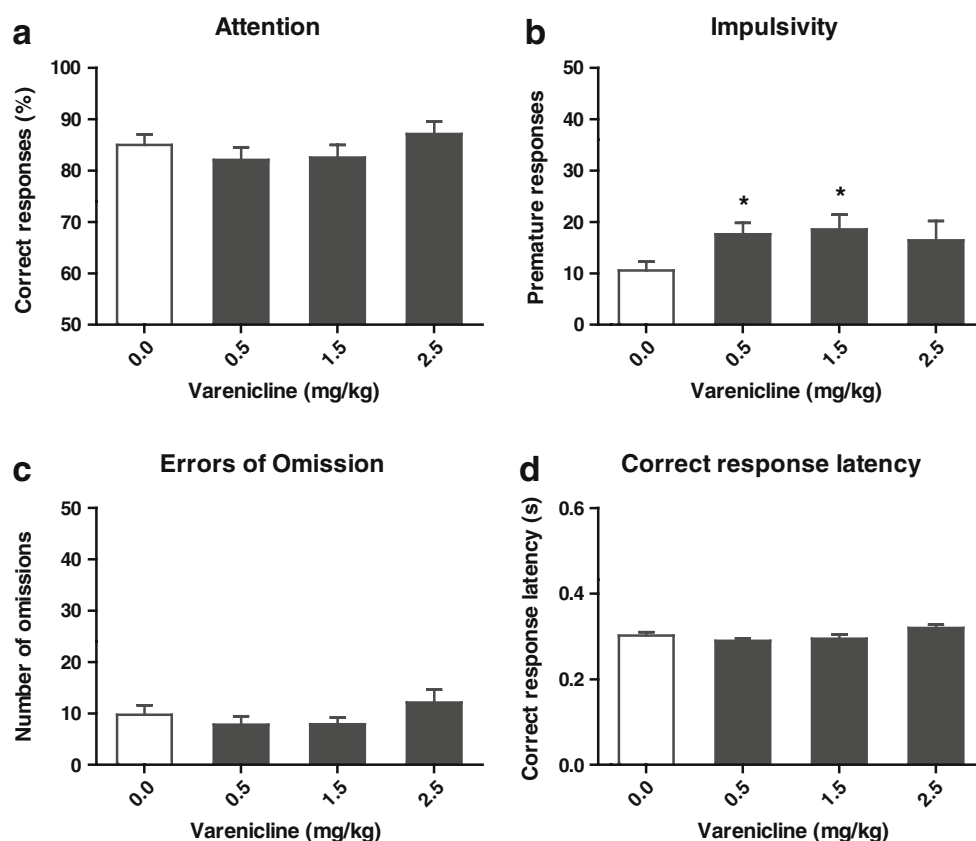 a
Attention
Correct responses (%)
100
90
80
70
60
50
0.0
0.5
1.5
2.5
Varenicline (mg/kg)
b
Impulsivity
Premature responses
50
40
30
20
10
0
*
*
0.0
0.5
1.5
2.5
Varenicline (mg/kg)
c
Errors of Omission
Number of omissions
50
40
30
20
10
0
0.0
0.5
1.5
2.5
Varenicline (mg/kg)
d
Correct response latency
Correct response latency (s)
0.6
0.4
0.2
0.0
0.0
0.5
1.5
2.5
Varenicline (mg/kg)